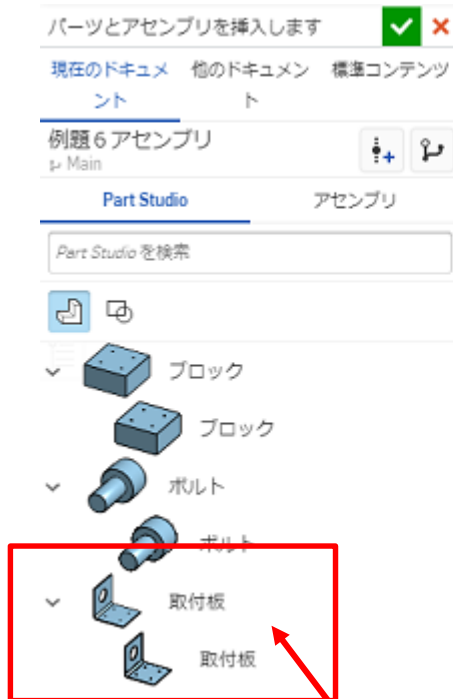 パーツとアセンブリを挿入します
現在のドキュメ 他のドキュメン 標準コンテンツ
ント ト
例題６アセンブリ
Main
Part Studio アセンブリ
Part Studio を検索
ブロック
ブロック
ボルト
ボルト
取付板
取付板